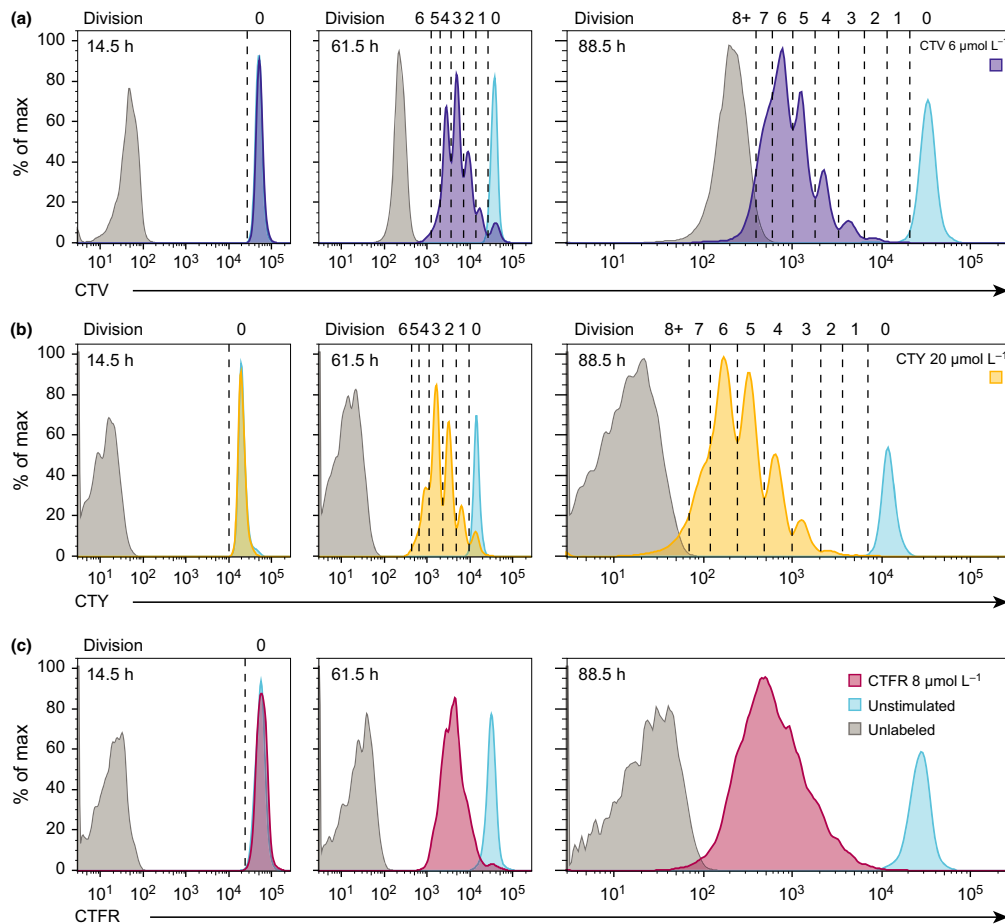 (a)
Division 0
Division 6 5 4 3 2 1 0
Division 8+ 7 6 5 4 3 2 1 0
14.5 h
61.5 h
88.5 h
CTV 6 µmol L⁻¹
% of max
100
80
60
40
20
0
10¹ 10² 10³ 10⁴ 10⁵
10¹ 10² 10³ 10⁴ 10⁵
10¹ 10² 10³ 10⁴ 10⁵
CTV
(b)
Division 0
Division 6 5 4 3 2 1 0
Division 8+ 7 6 5 4 3 2 1 0
14.5 h
61.5 h
88.5 h
CTY 20 µmol L⁻¹
% of max
100
80
60
40
20
0
10¹ 10² 10³ 10⁴ 10⁵
10¹ 10² 10³ 10⁴ 10⁵
10¹ 10² 10³ 10⁴ 10⁵
CTY
(c)
Division 0
14.5 h
61.5 h
88.5 h
CTFR 8 µmol L⁻¹
Unstimulated
Unlabeled
% of max
100
80
60
40
20
0
10¹ 10² 10³ 10⁴ 10⁵
10¹ 10² 10³ 10⁴ 10⁵
10¹ 10² 10³ 10⁴ 10⁵
CTFR